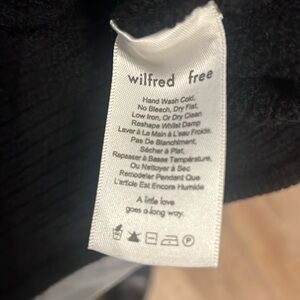 wilfred free
Hand Wash Cold,
No Bleach, Dry Flat,
Low Iron, Or Dry Clean
Reshape Whilst Damp
Laver à La Main à L'eau Froide,
Pas De Blanchiment,
Sécher à Plat,
Rapasser à Basse Température,
Ou Nettoyer à Sec
Remodeler Pendant Que
L'article Est Encore Humide
A little love
goes a long way.
P